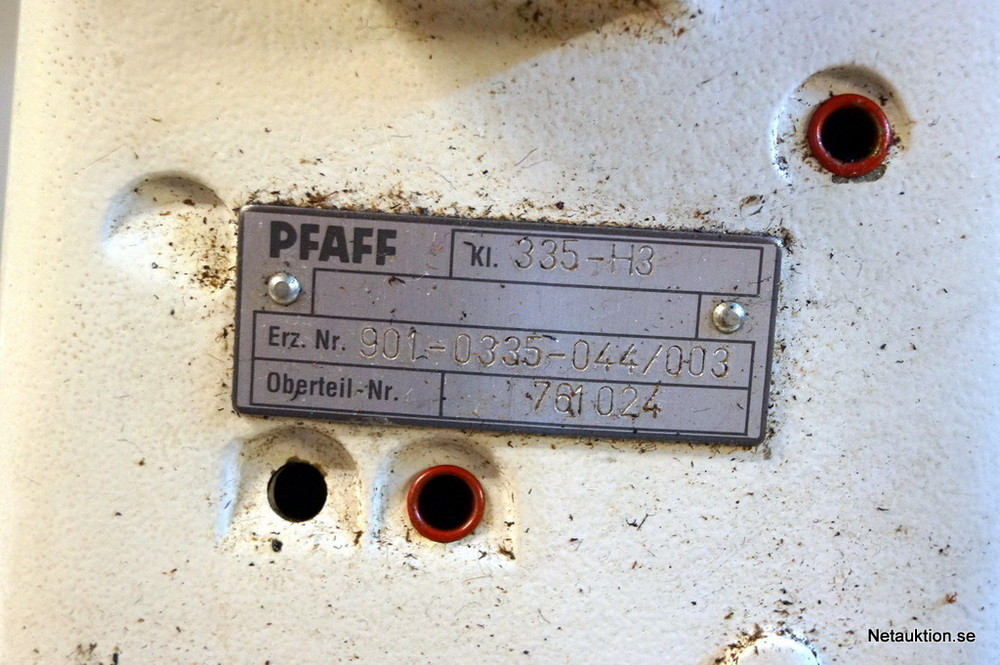 PFAFF Kl. 335-H3
Erz. Nr. 901-0335-044/003
Oberteil-Nr. 761024
Netauktion.se